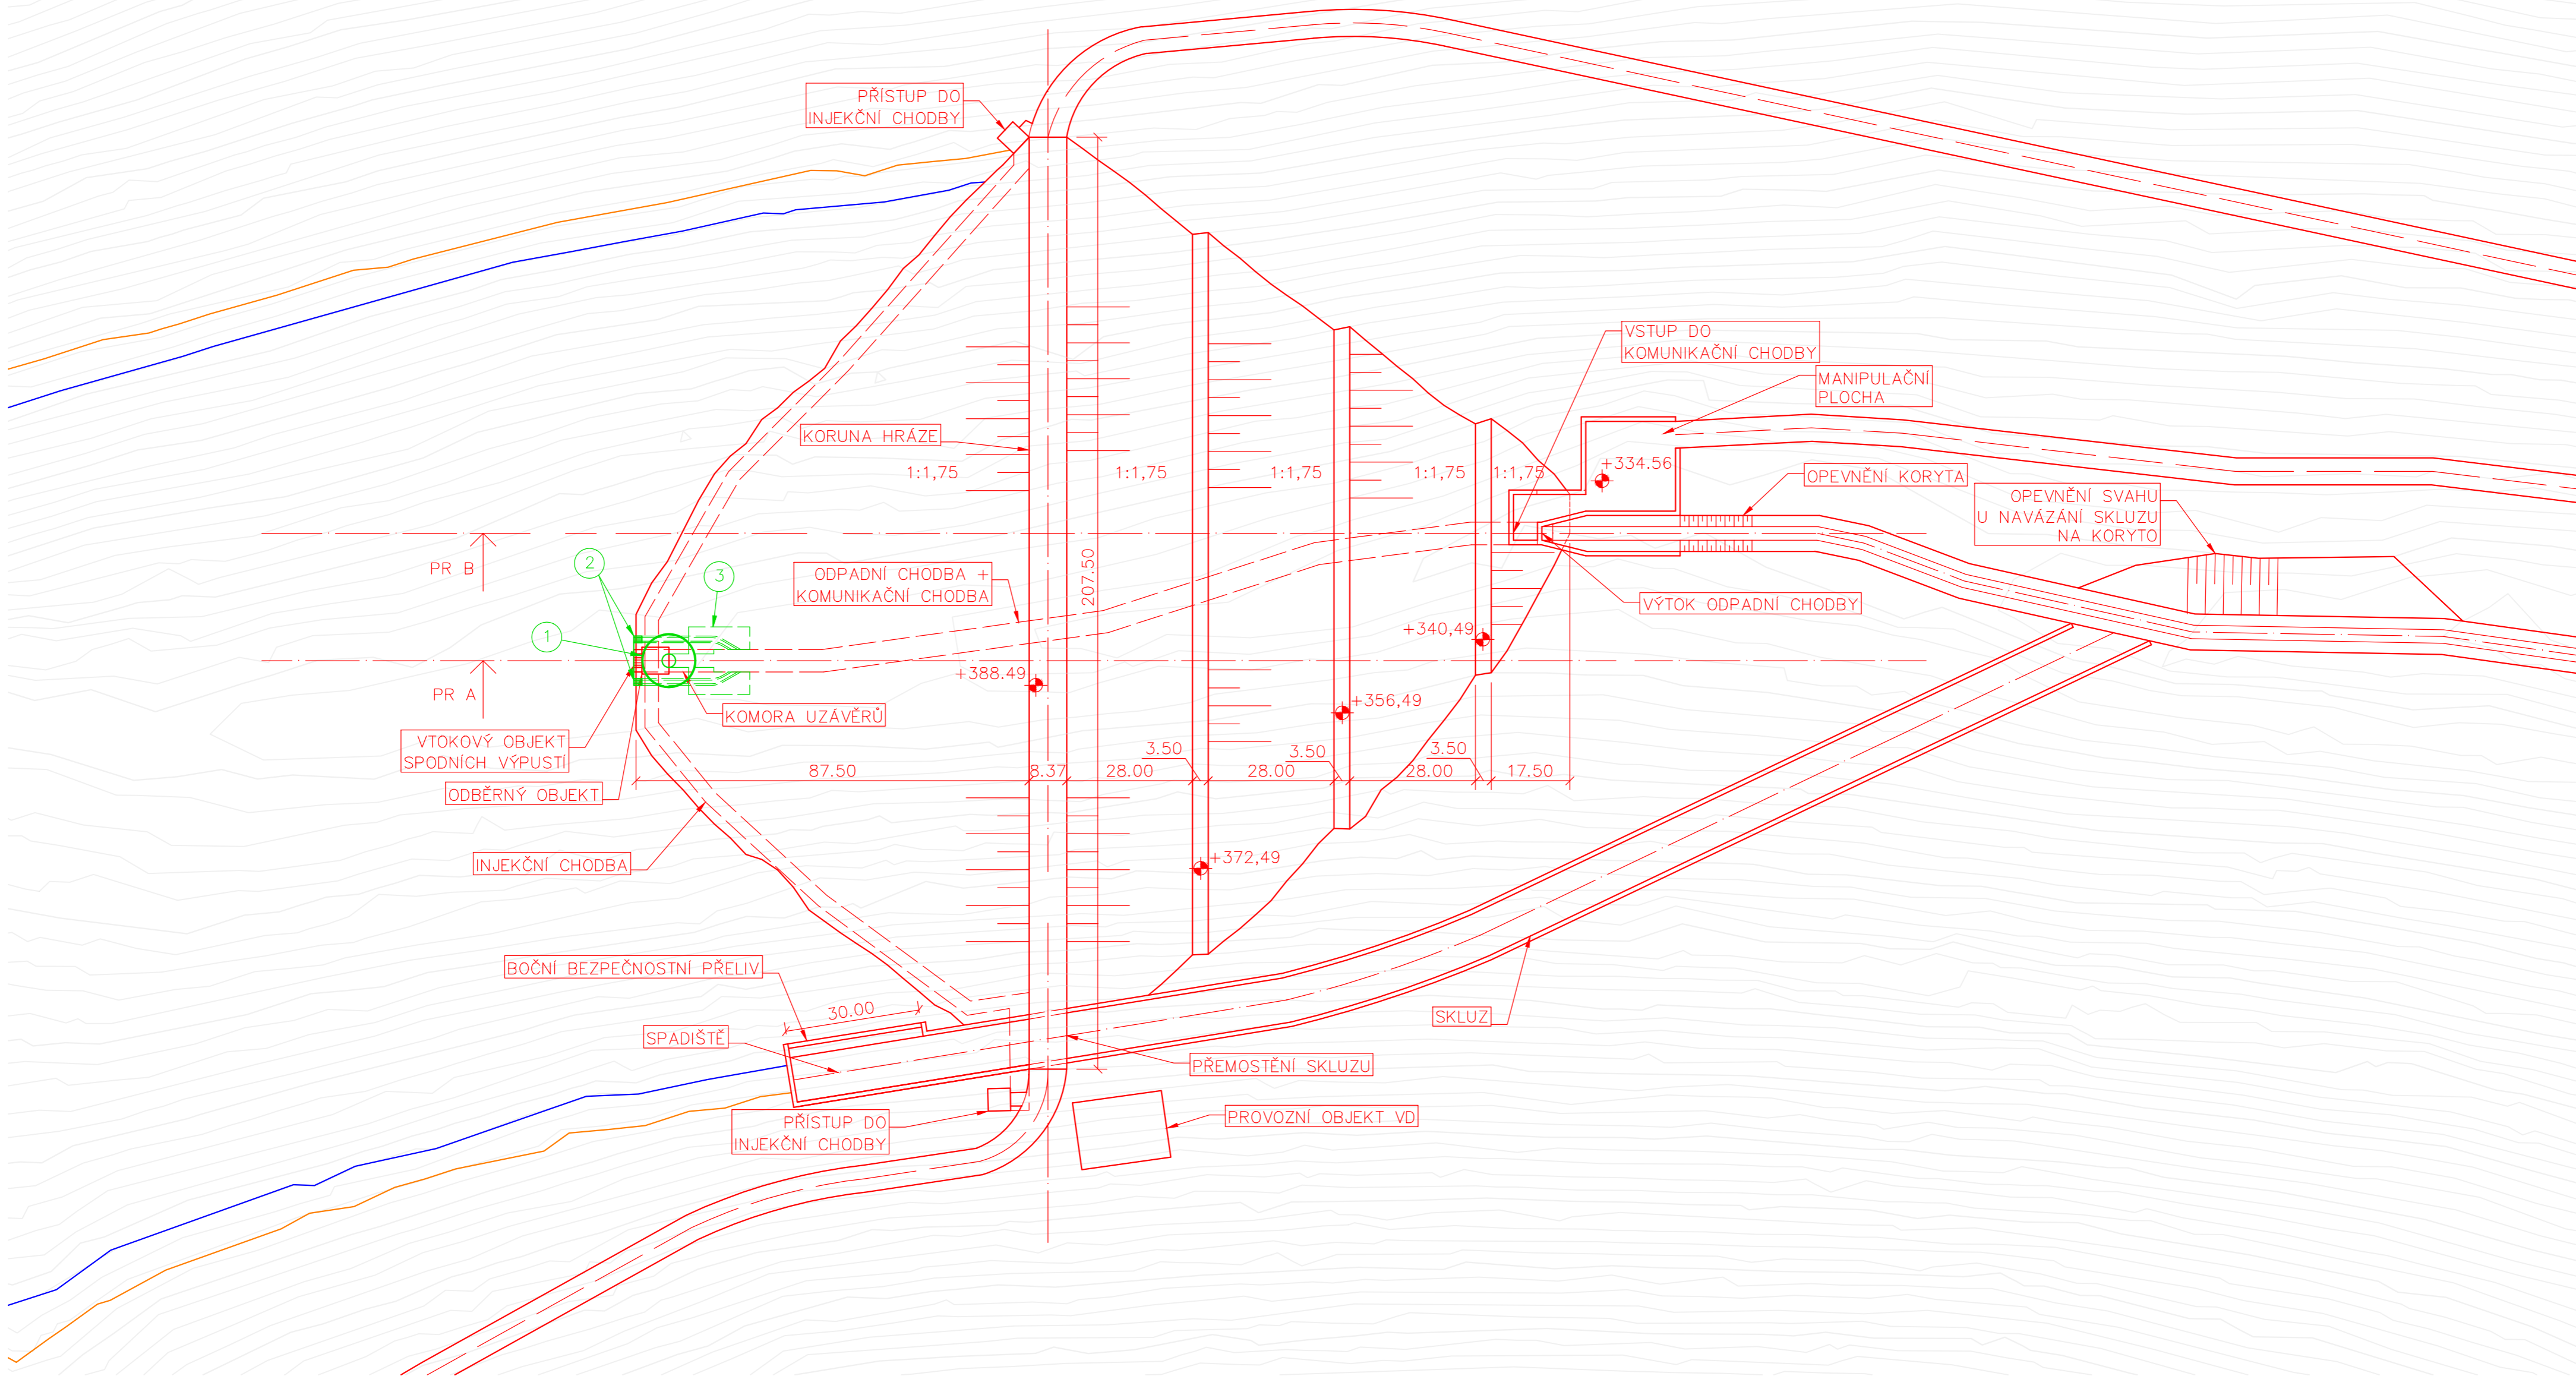 PŘÍSTUP DO
INJEKČNÍ CHODBY
VSTUP DO
KOMUNIKAČNÍ CHODBY
MANIPULAČNÍ
PLOCHA
KORUNA HRÁZE
1:1,75
1:1,75
1:1,75
1:1,75
1:1,75
+334.56
OPEVNĚNÍ KORYTA
OPEVNĚNÍ SVAHU
U NAVÁZÁNÍ SKLUZU
NA KORYTO
PR B
2
3
ODPADNÍ CHODBA +
KOMUNIKAČNÍ CHODBA
207.50
VÝTOK ODPADNÍ CHODBY
1
+340,49
+388.49
PR A
KOMORA UZÁVĚRŮ
+356,49
VTOKOVÝ OBJEKT
SPODNÍCH VÝPUSTÍ
3.50
3.50
3.50
87.50
8.37
28.00
28.00
28.00
17.50
ODBĚRNÝ OBJEKT
INJEKČNÍ CHODBA
+372,49
BOČNÍ BEZPEČNOSTNÍ PŘELIV
30.00
SPADIŠTĚ
SKLUZ
PŘEMOSTĚNÍ SKLUZU
PŘÍSTUP DO
INJEKČNÍ CHODBY
PROVOZNÍ OBJEKT VD